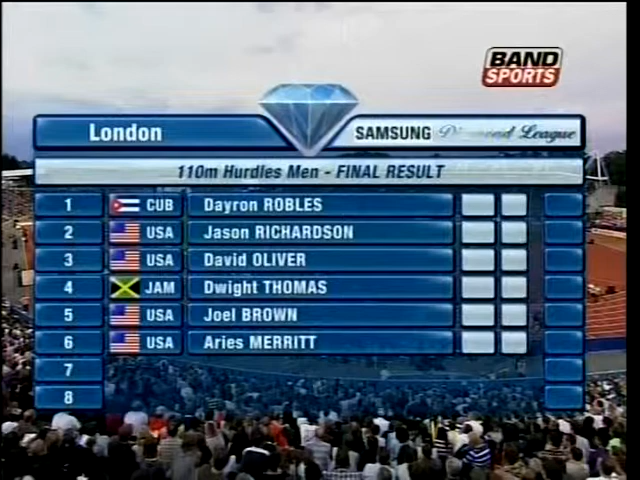 BAND
SPORTS
London
SAMSUNG Diamond League
110m Hurdles Men - FINAL RESULT
1 CUB Dayron ROBLES
2 USA Jason RICHARDSON
3 USA David OLIVER
4 JAM Dwight THOMAS
5 USA Joel BROWN
6 USA Aries MERRITT
7
8